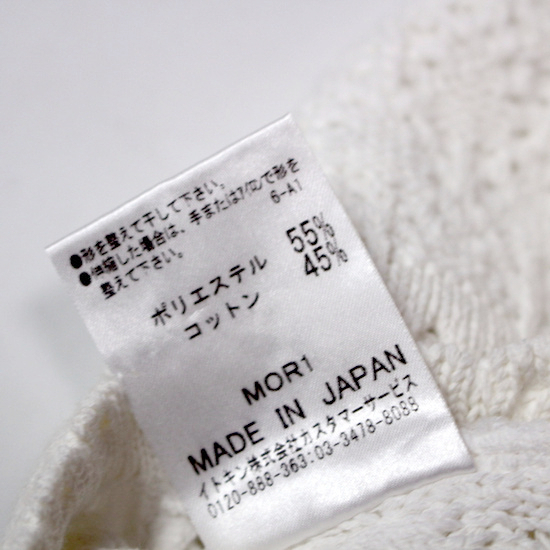 ●形を整えて干して下さい。
●伸縮した場合は、手またはｱｲﾛﾝで形を
整えて下さい。
6-A1
ポリエステル 55%
コットン 45%
MOR1
MADE IN JAPAN
イトキン株式会社カスタマーサービス
0120-888-363:03-3478-8088